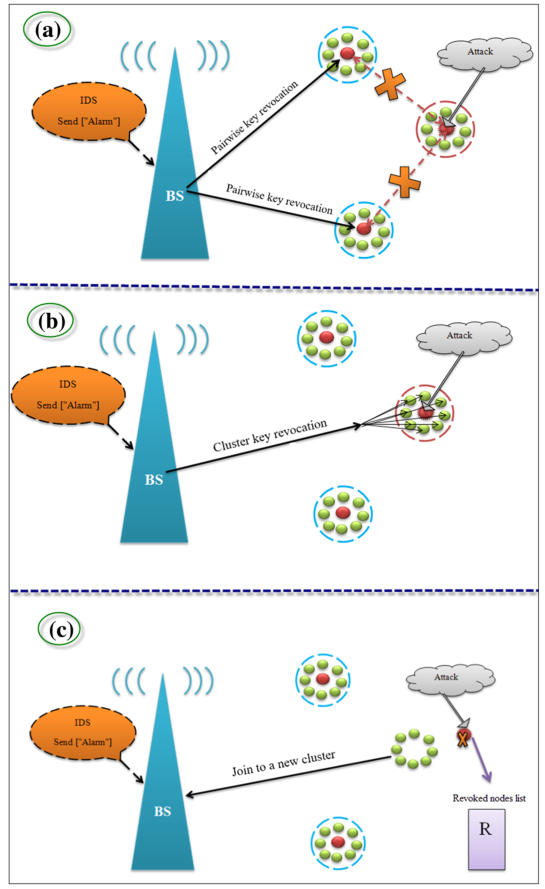 (a)
Attack
IDS
Send ["Alarm"]
Pairwise key revocation
Pairwise key revocation
BS
(b)
Attack
IDS
Send ["Alarm"]
Cluster key revocation
BS
(c)
Attack
IDS
Send ["Alarm"]
Join to a new cluster
Revoked nodes list
BS
R
X